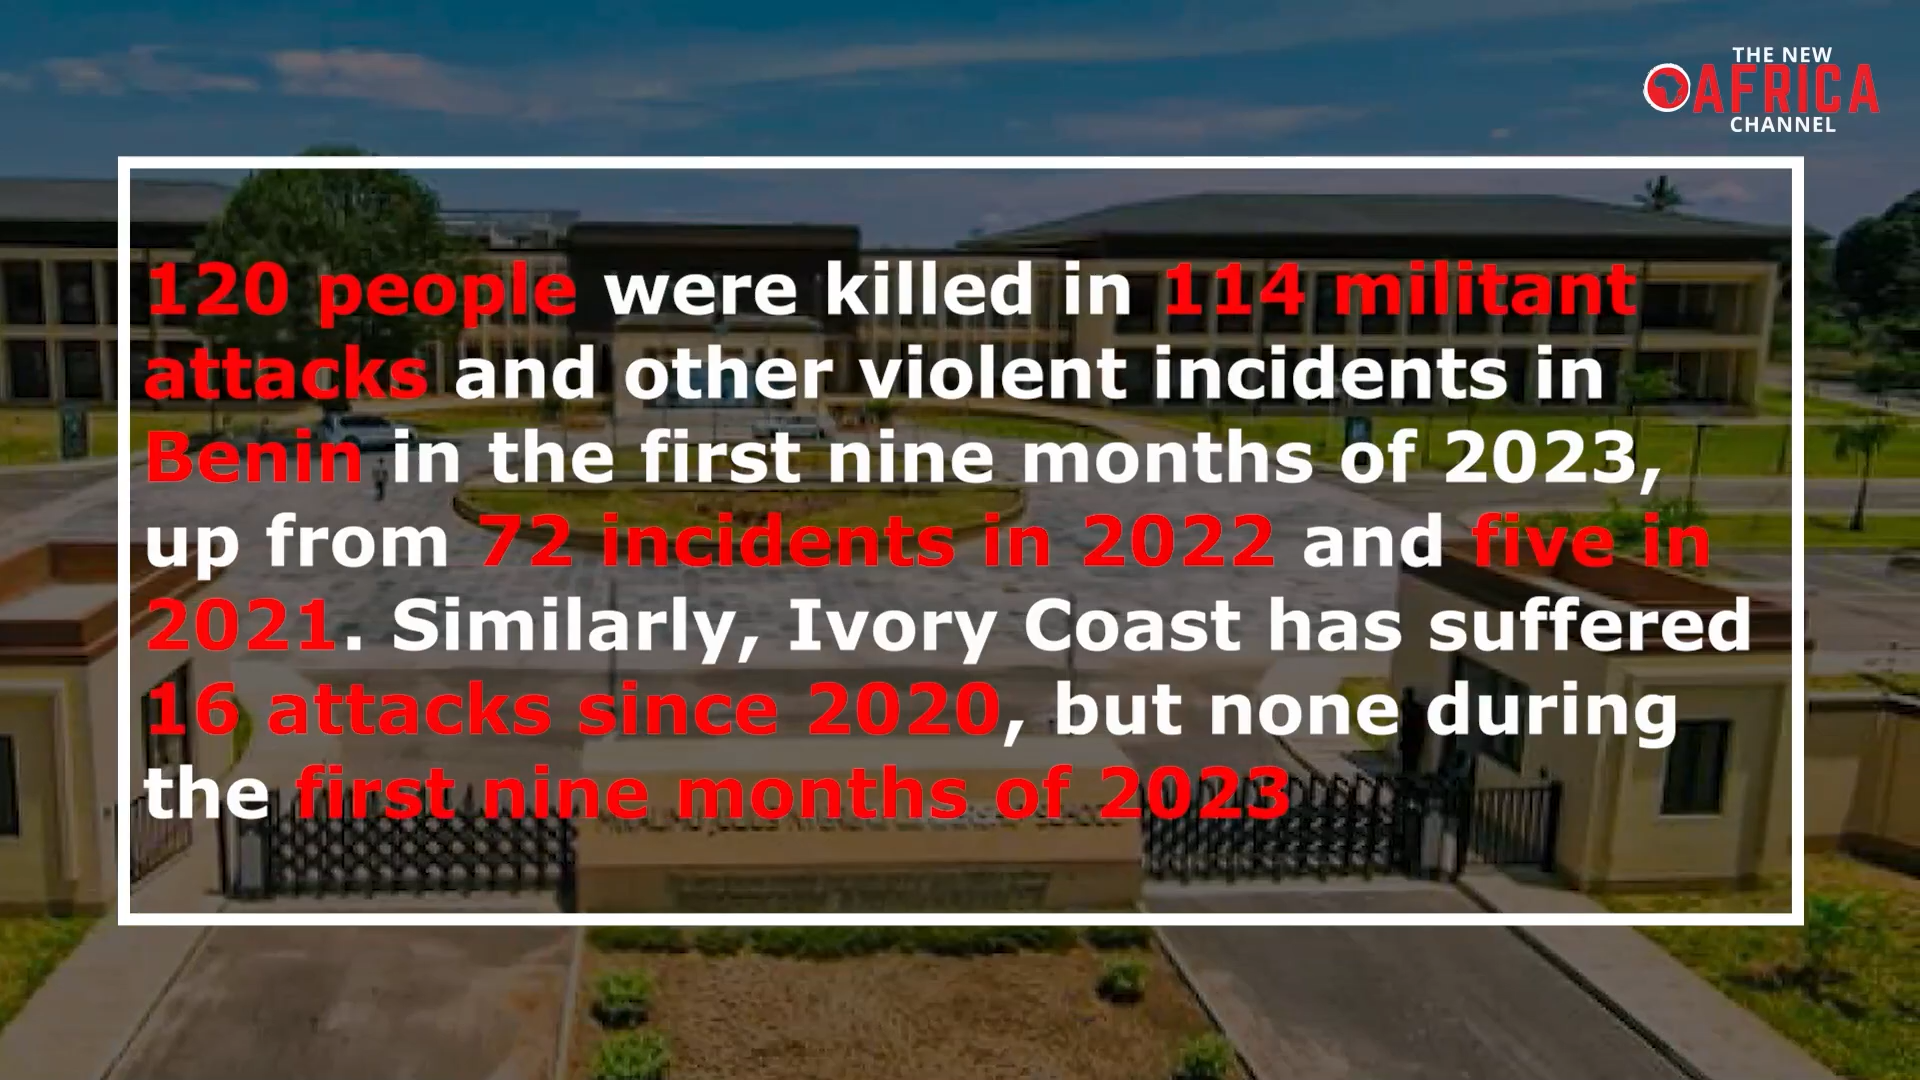 THE NEW
AFRICA
CHANNEL
120 people were killed in 114 militant
attacks and other violent incidents in
Benin in the first nine months of 2023,
up from 72 incidents in 2022 and five in
2021. Similarly, Ivory Coast has suffered
16 attacks since 2020, but none during
the first nine months of 2023